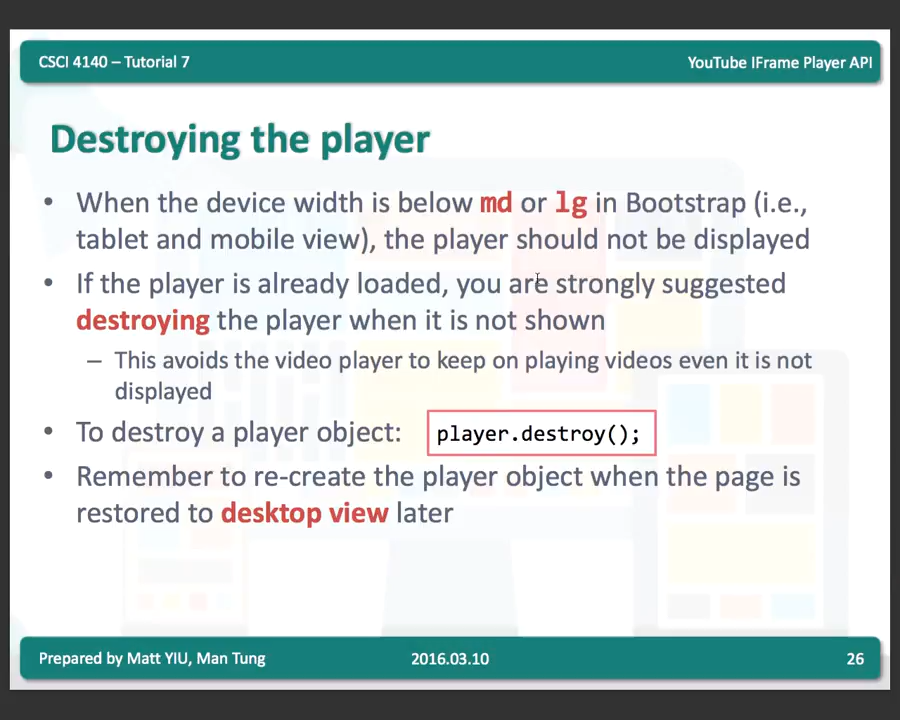 CSCI 4140 – Tutorial 7
YouTube IFrame Player API
Destroying the player
• When the device width is below md or lg in Bootstrap (i.e.,
tablet and mobile view), the player should not be displayed
• If the player is already loaded, you are strongly suggested
destroying the player when it is not shown
– This avoids the video player to keep on playing videos even it is not
displayed
• To destroy a player object: player.destroy();
• Remember to re-create the player object when the page is
restored to desktop view later
Prepared by Matt YIU, Man Tung
2016.03.10
26